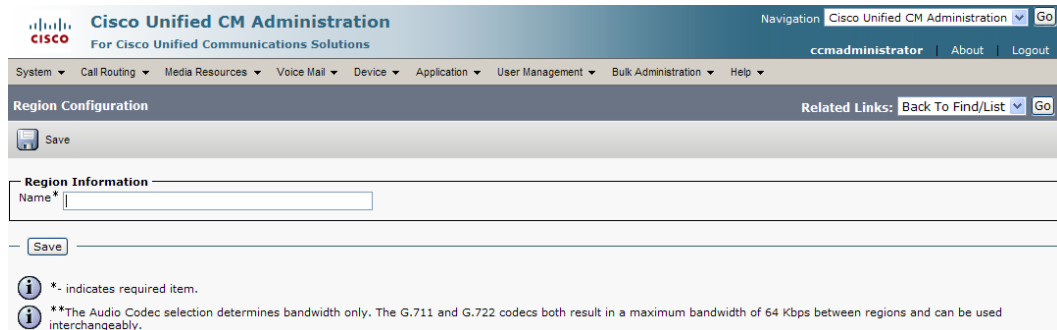 Cisco Unified CM Administration
Navigation Cisco Unified CM Administration Go
CISCO
For Cisco Unified Communications Solutions
ccmadministrator | About | Logout
System Call Routing Media Resources Voice Mail Device Application User Management Bulk Administration Help
Region Configuration
Related Links: Back To Find/List Go
Save
Region Information
Name*
Save
*- indicates required item.
**The Audio Codec selection determines bandwidth only. The G.711 and G.722 codecs both result in a maximum bandwidth of 64 Kbps between regions and can be used
interchangeably.